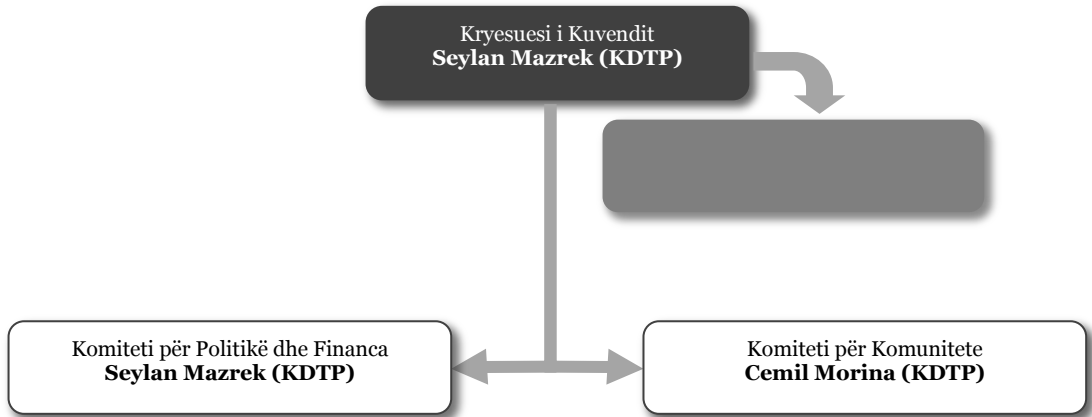 Kryesuesi i Kuvendit
Seylan Mazrek (KDTP)
Komiteti për Politikë dhe Financa
Seylan Mazrek (KDTP)
Komiteti për Komunitete
Cemil Morina (KDTP)